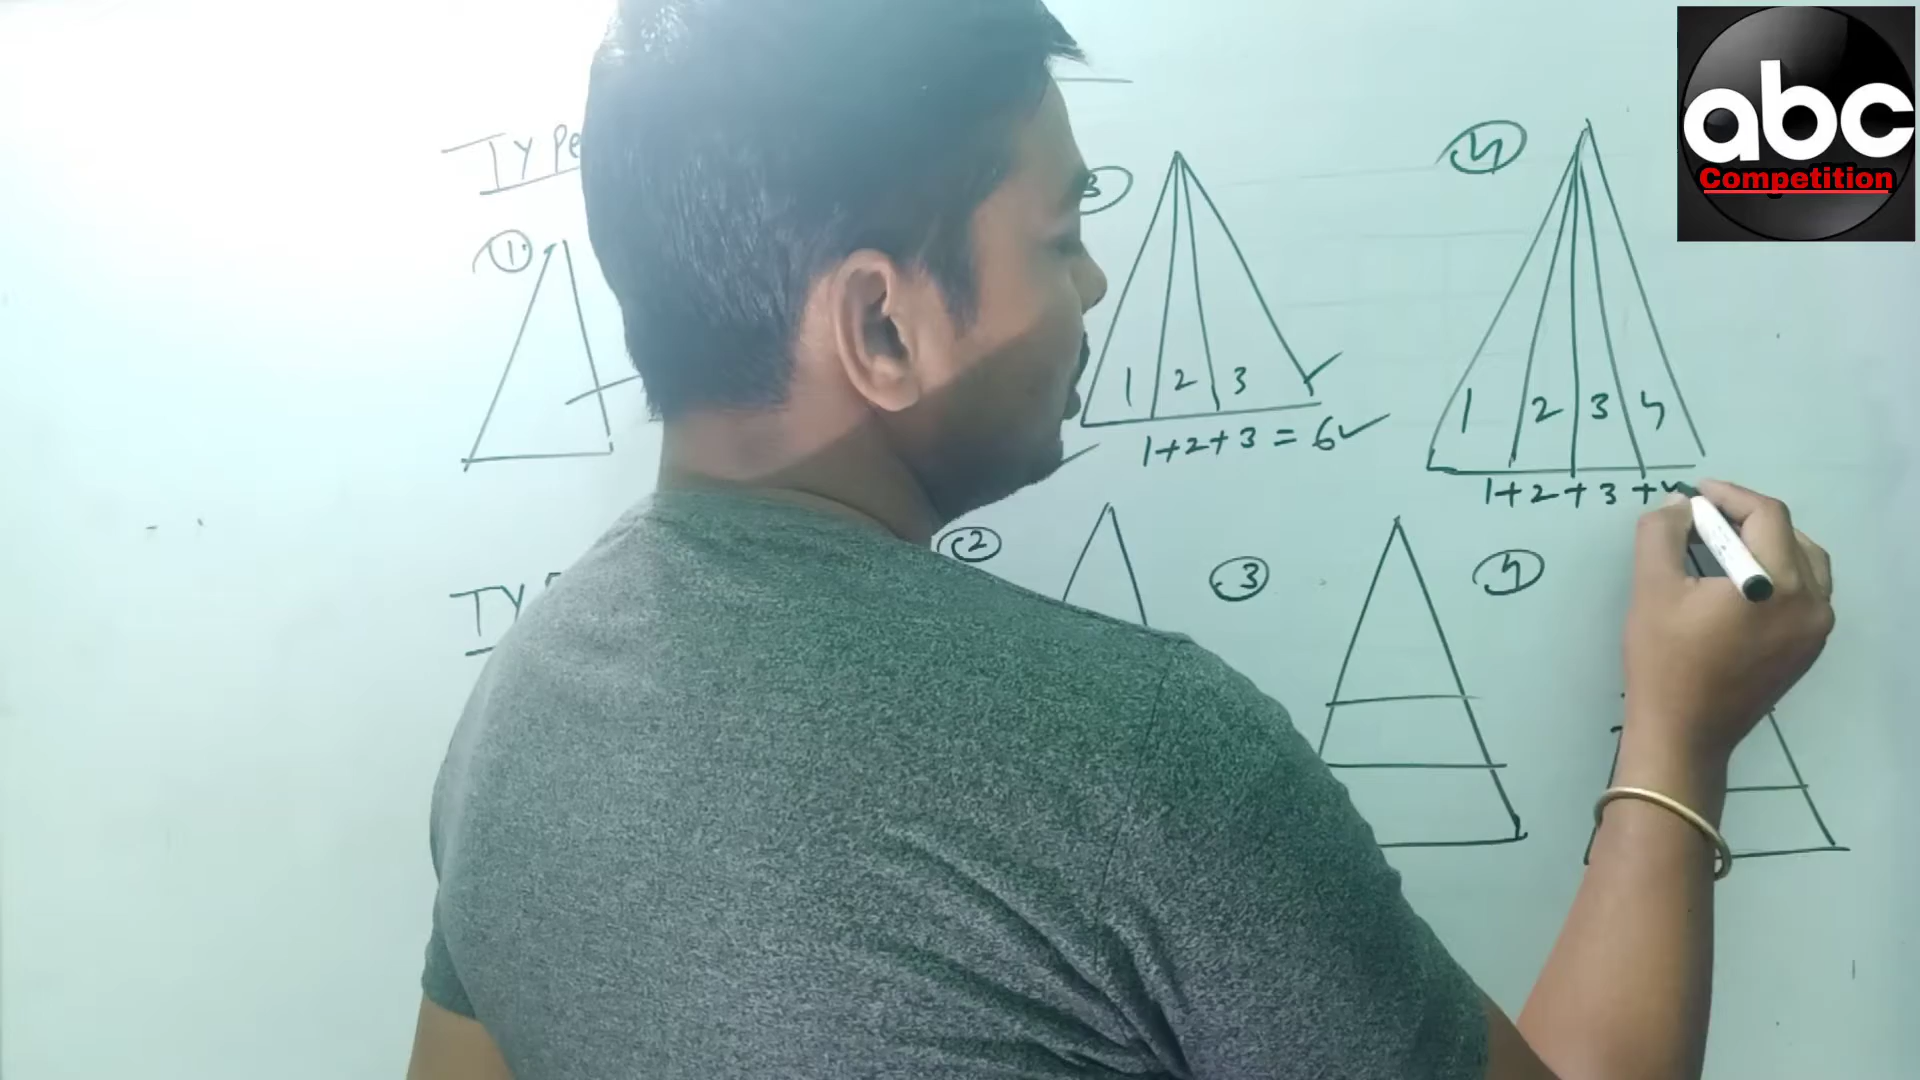 abc
Competition
TYPe
1
3
4
1 2 3
1+2+3 = 6
1 2 3 4
1+2+3+4
TY
2
3
4